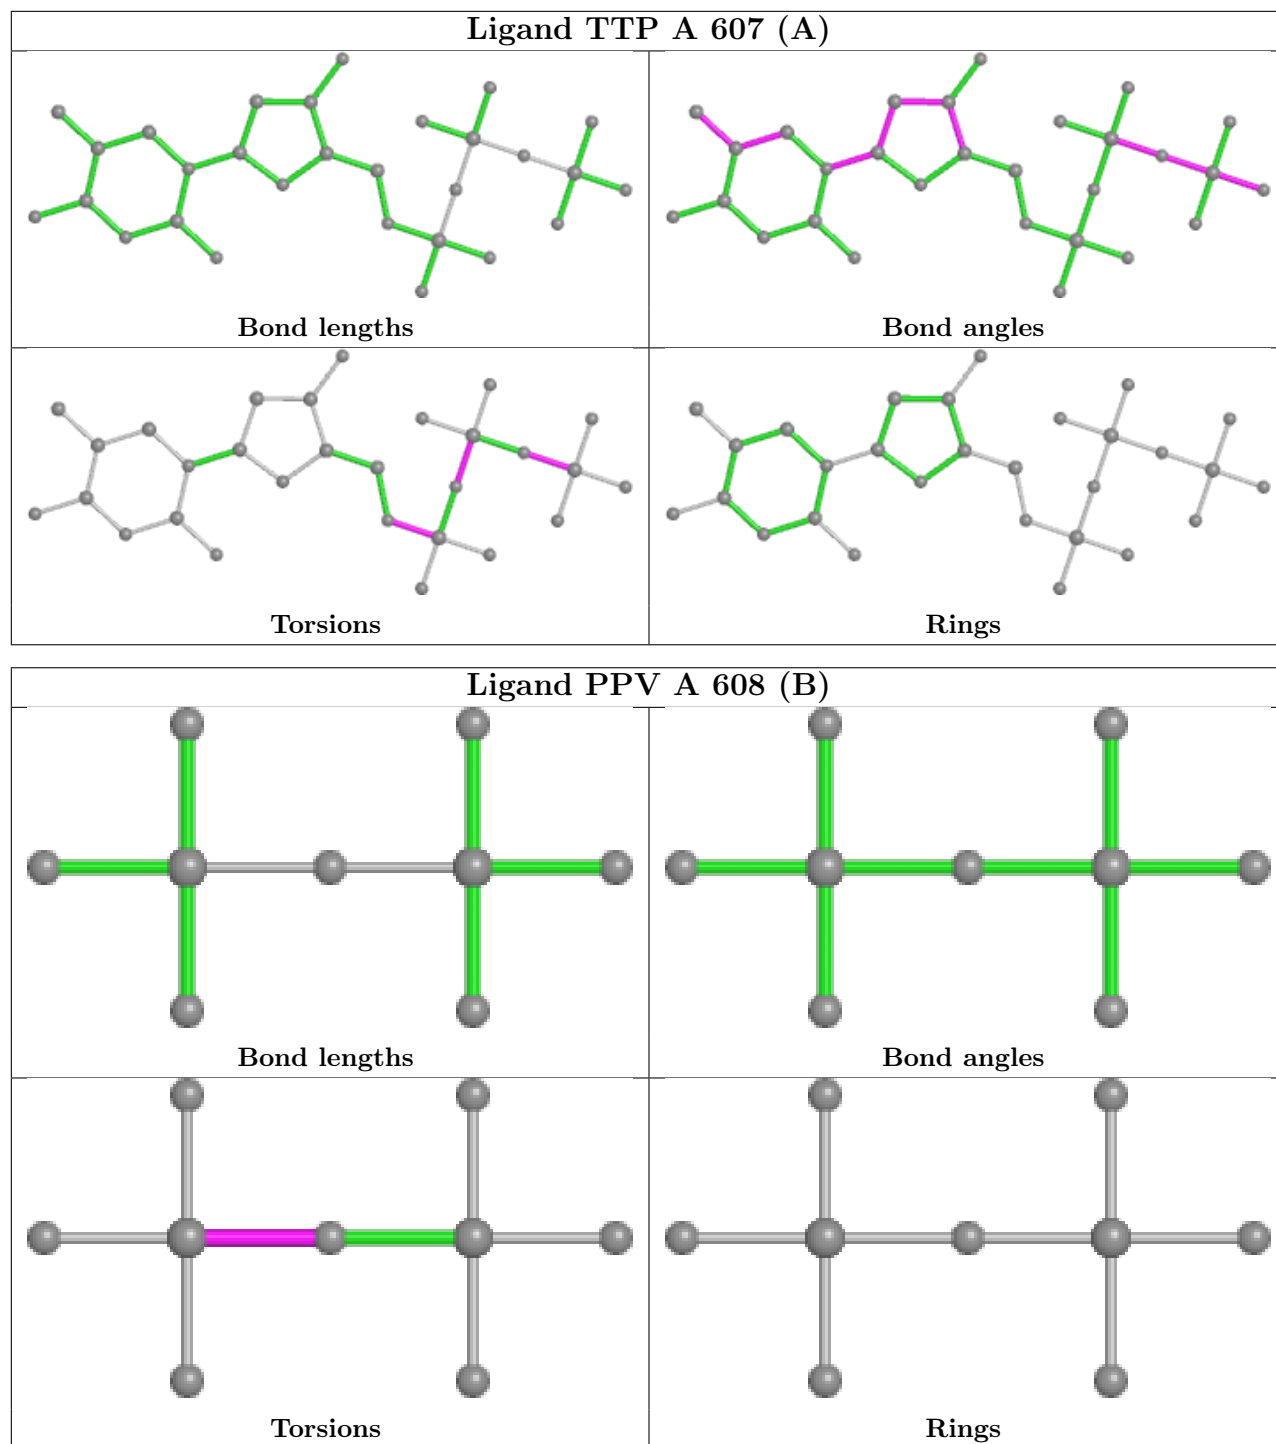 Ligand TTP A 607 (A)
Bond lengths
Bond angles
Torsions
Rings
Ligand PPV A 608 (B)
Bond lengths
Bond angles
Torsions
Rings